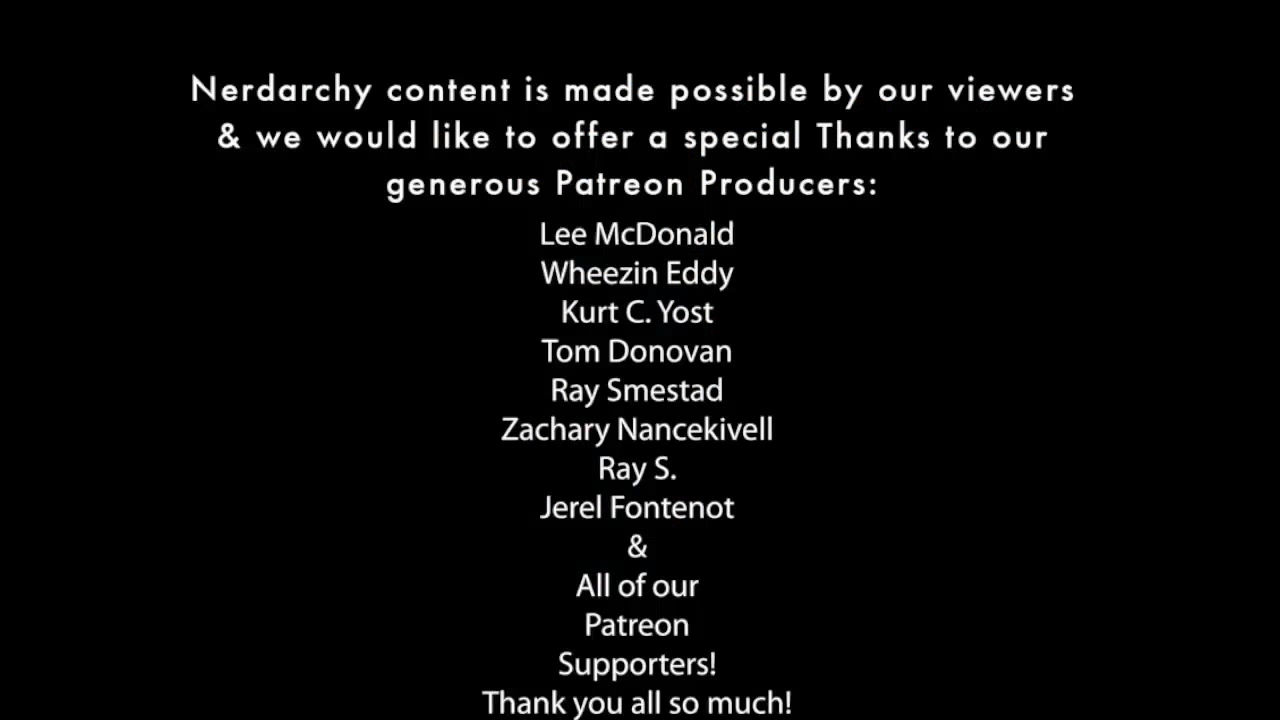 Nerdarchy content is made possible by our viewers
& we would like to offer a special Thanks to our
generous Patreon Producers:
Lee McDonald
Wheezin Eddy
Kurt C. Yost
Tom Donovan
Ray Smestad
Zachary Nancekivell
Ray S.
Jerel Fontenot
&
All of our
Patreon
Supporters!
Thank you all so much!